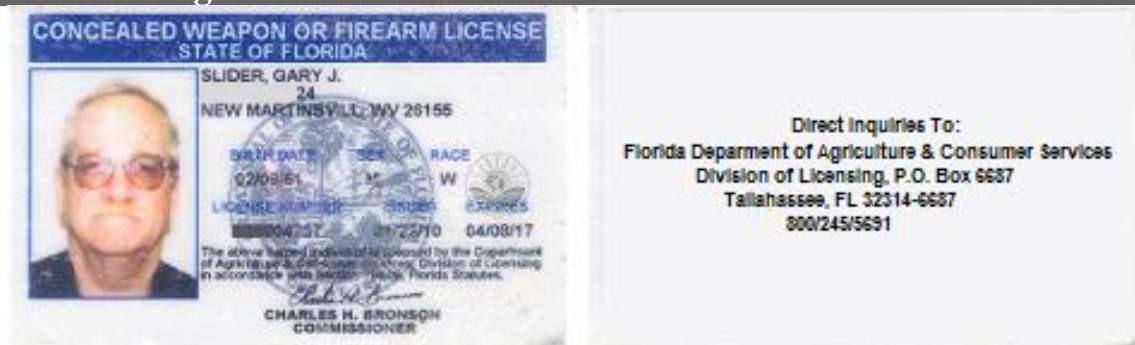 CONCEALED WEAPON OR FIREARM LICENSE
STATE OF FLORIDA
SLIDER, GARY J.
24
NEW MARTINSVILL, WV 26155
BIRTH DATE SEX RACE
02/08/61 W
LICENSE NUMBER ISSUED EXPIRES
04/08/17
The above named individual is licensed by the Department
of Agriculture & Consumer Services, Division of Licensing
in accordance with Section Florida Statutes.
CHARLES H. BRONSON
COMMISSIONER
Direct Inquiries To:
Florida Deparment of Agriculture & Consumer Services
Division of Licensing, P.O. Box 6687
Tallahassee, FL 32314-6687
800/245/5691